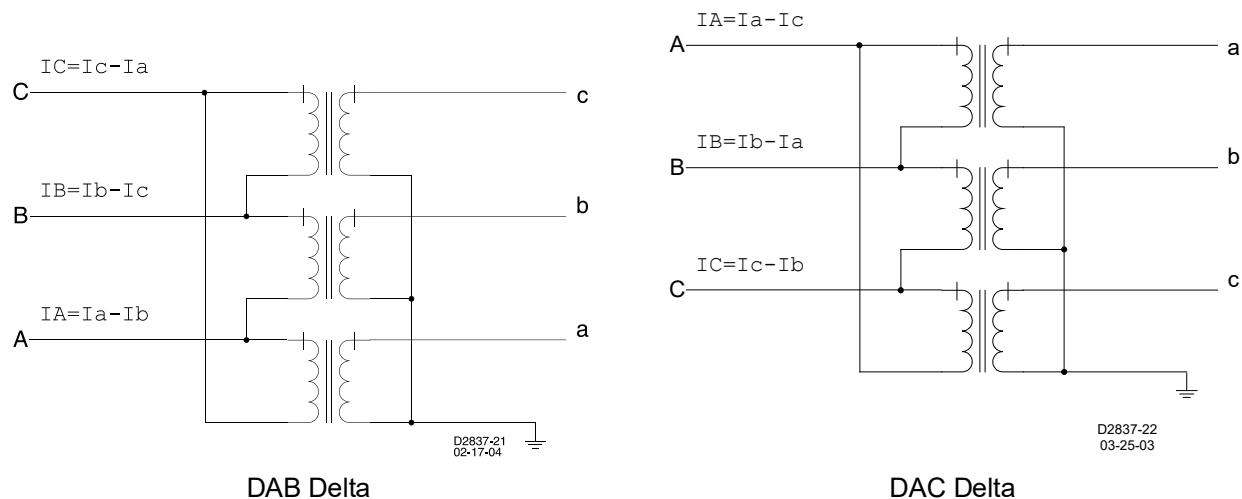 IC=Ic-Ia
C
c
IB=Ib-Ic
B
b
IA=Ia-Ib
A
a
D2837-21
02-17-04
DAB Delta
IA=Ia-Ic
A
a
IB=Ib-Ia
B
b
IC=Ic-Ib
C
c
D2837-22
03-25-03
DAC Delta